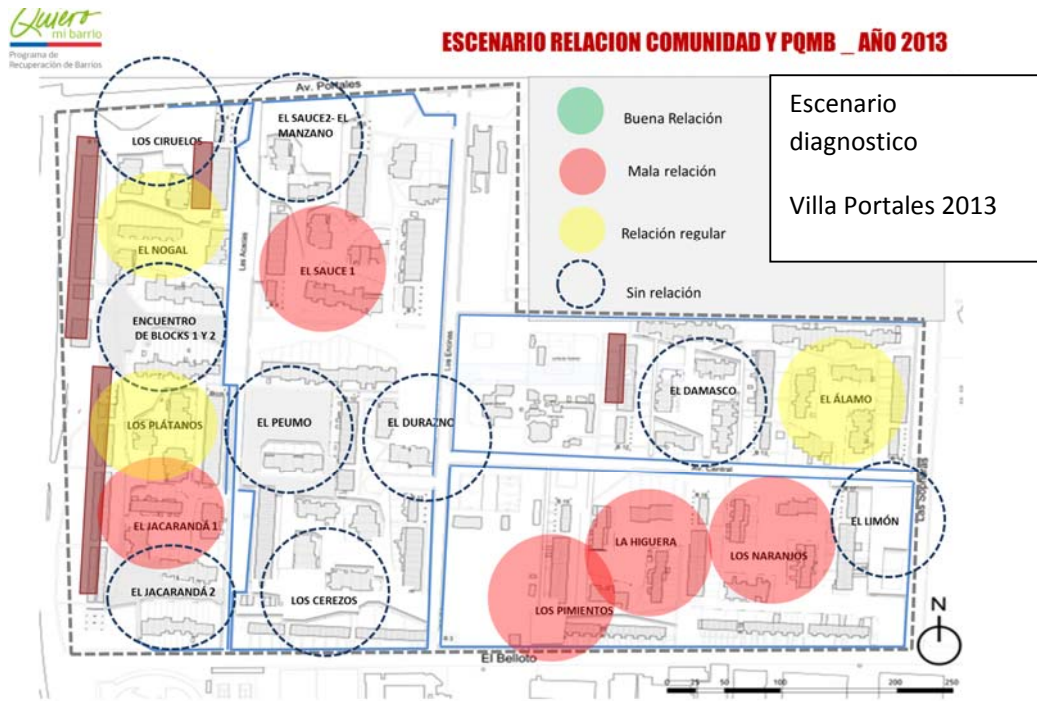 Quiero
mi barrio
Programa de
Recuperación de Barrios
ESCENARIO RELACION COMUNIDAD Y PQMB _ AÑO 2013
Escenario
diagnostico
Villa Portales 2013
Buena Relación
Mala relación
Relación regular
Sin relación
Av. Portales
LOS CIRUELOS
EL SAUCE2- EL
MANZANO
EL NOGAL
Las Acacias
EL SAUCE 1
ENCUENTRO
DE BLOCKS 1 Y 2
Las Encinas
LOS PLÁTANOS
EL PEUMO
EL DURAZNO
EL DAMASCO
EL ÁLAMO
Av. Central
EL JACARANDÁ 1
LA HIGUERA
LOS NARANJOS
EL LIMÓN
EL JACARANDÁ 2
LOS CEREZOS
LOS PIMIENTOS
El Belloto
N
0 25 50 100 200 250